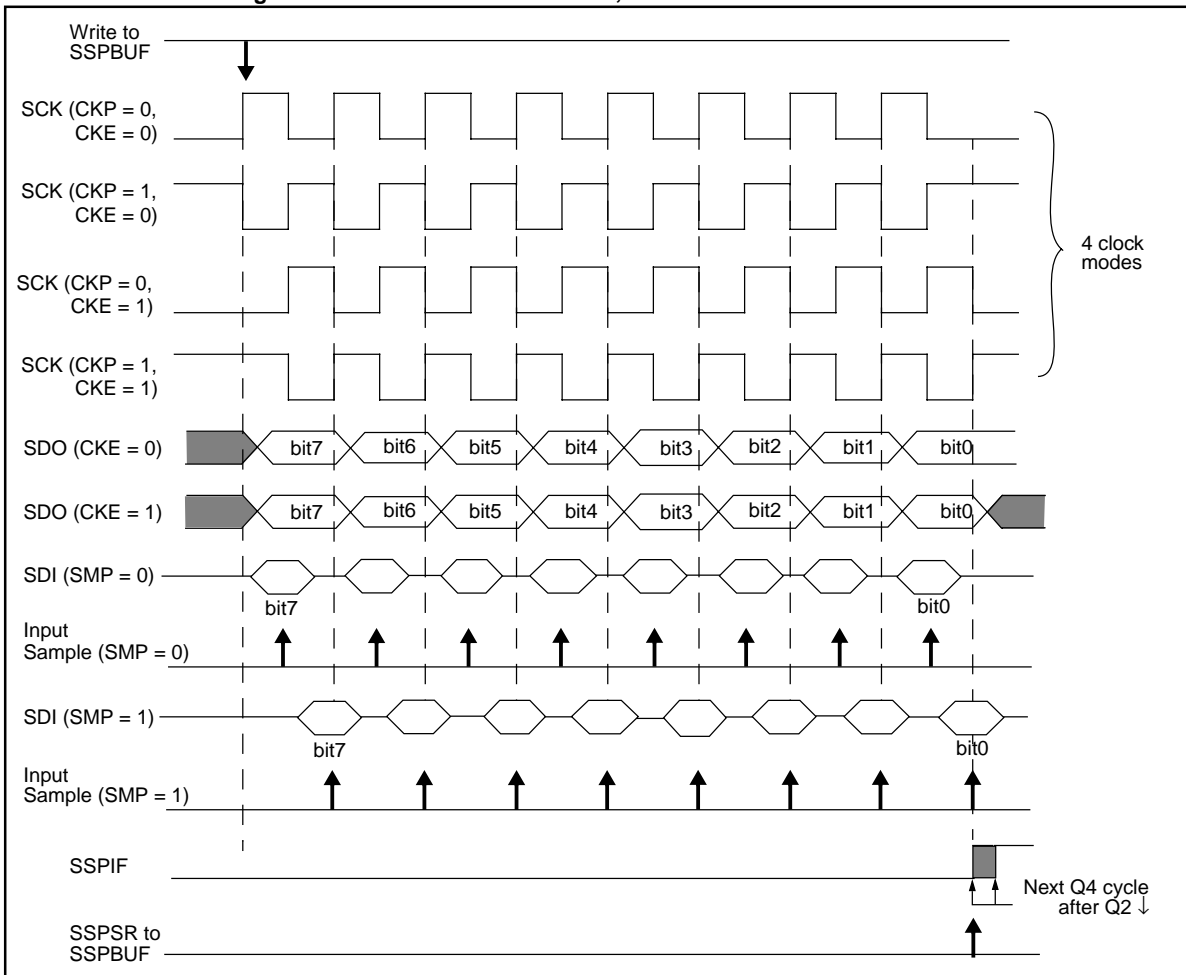 Write to
SSPBUF
SCK (CKP = 0,
CKE = 0)
SCK (CKP = 1,
CKE = 0)
SCK (CKP = 0,
CKE = 1)
SCK (CKP = 1,
CKE = 1)
4 clock
modes
SDO (CKE = 0)
bit7 bit6 bit5 bit4 bit3 bit2 bit1 bit0
SDO (CKE = 1)
bit7 bit6 bit5 bit4 bit3 bit2 bit1 bit0
SDI (SMP = 0)
bit7 bit0
Input
Sample (SMP = 0)
SDI (SMP = 1)
bit7 bit0
Input
Sample (SMP = 1)
SSPIF
Next Q4 cycle
after Q2 ↓
SSPSR to
SSPBUF